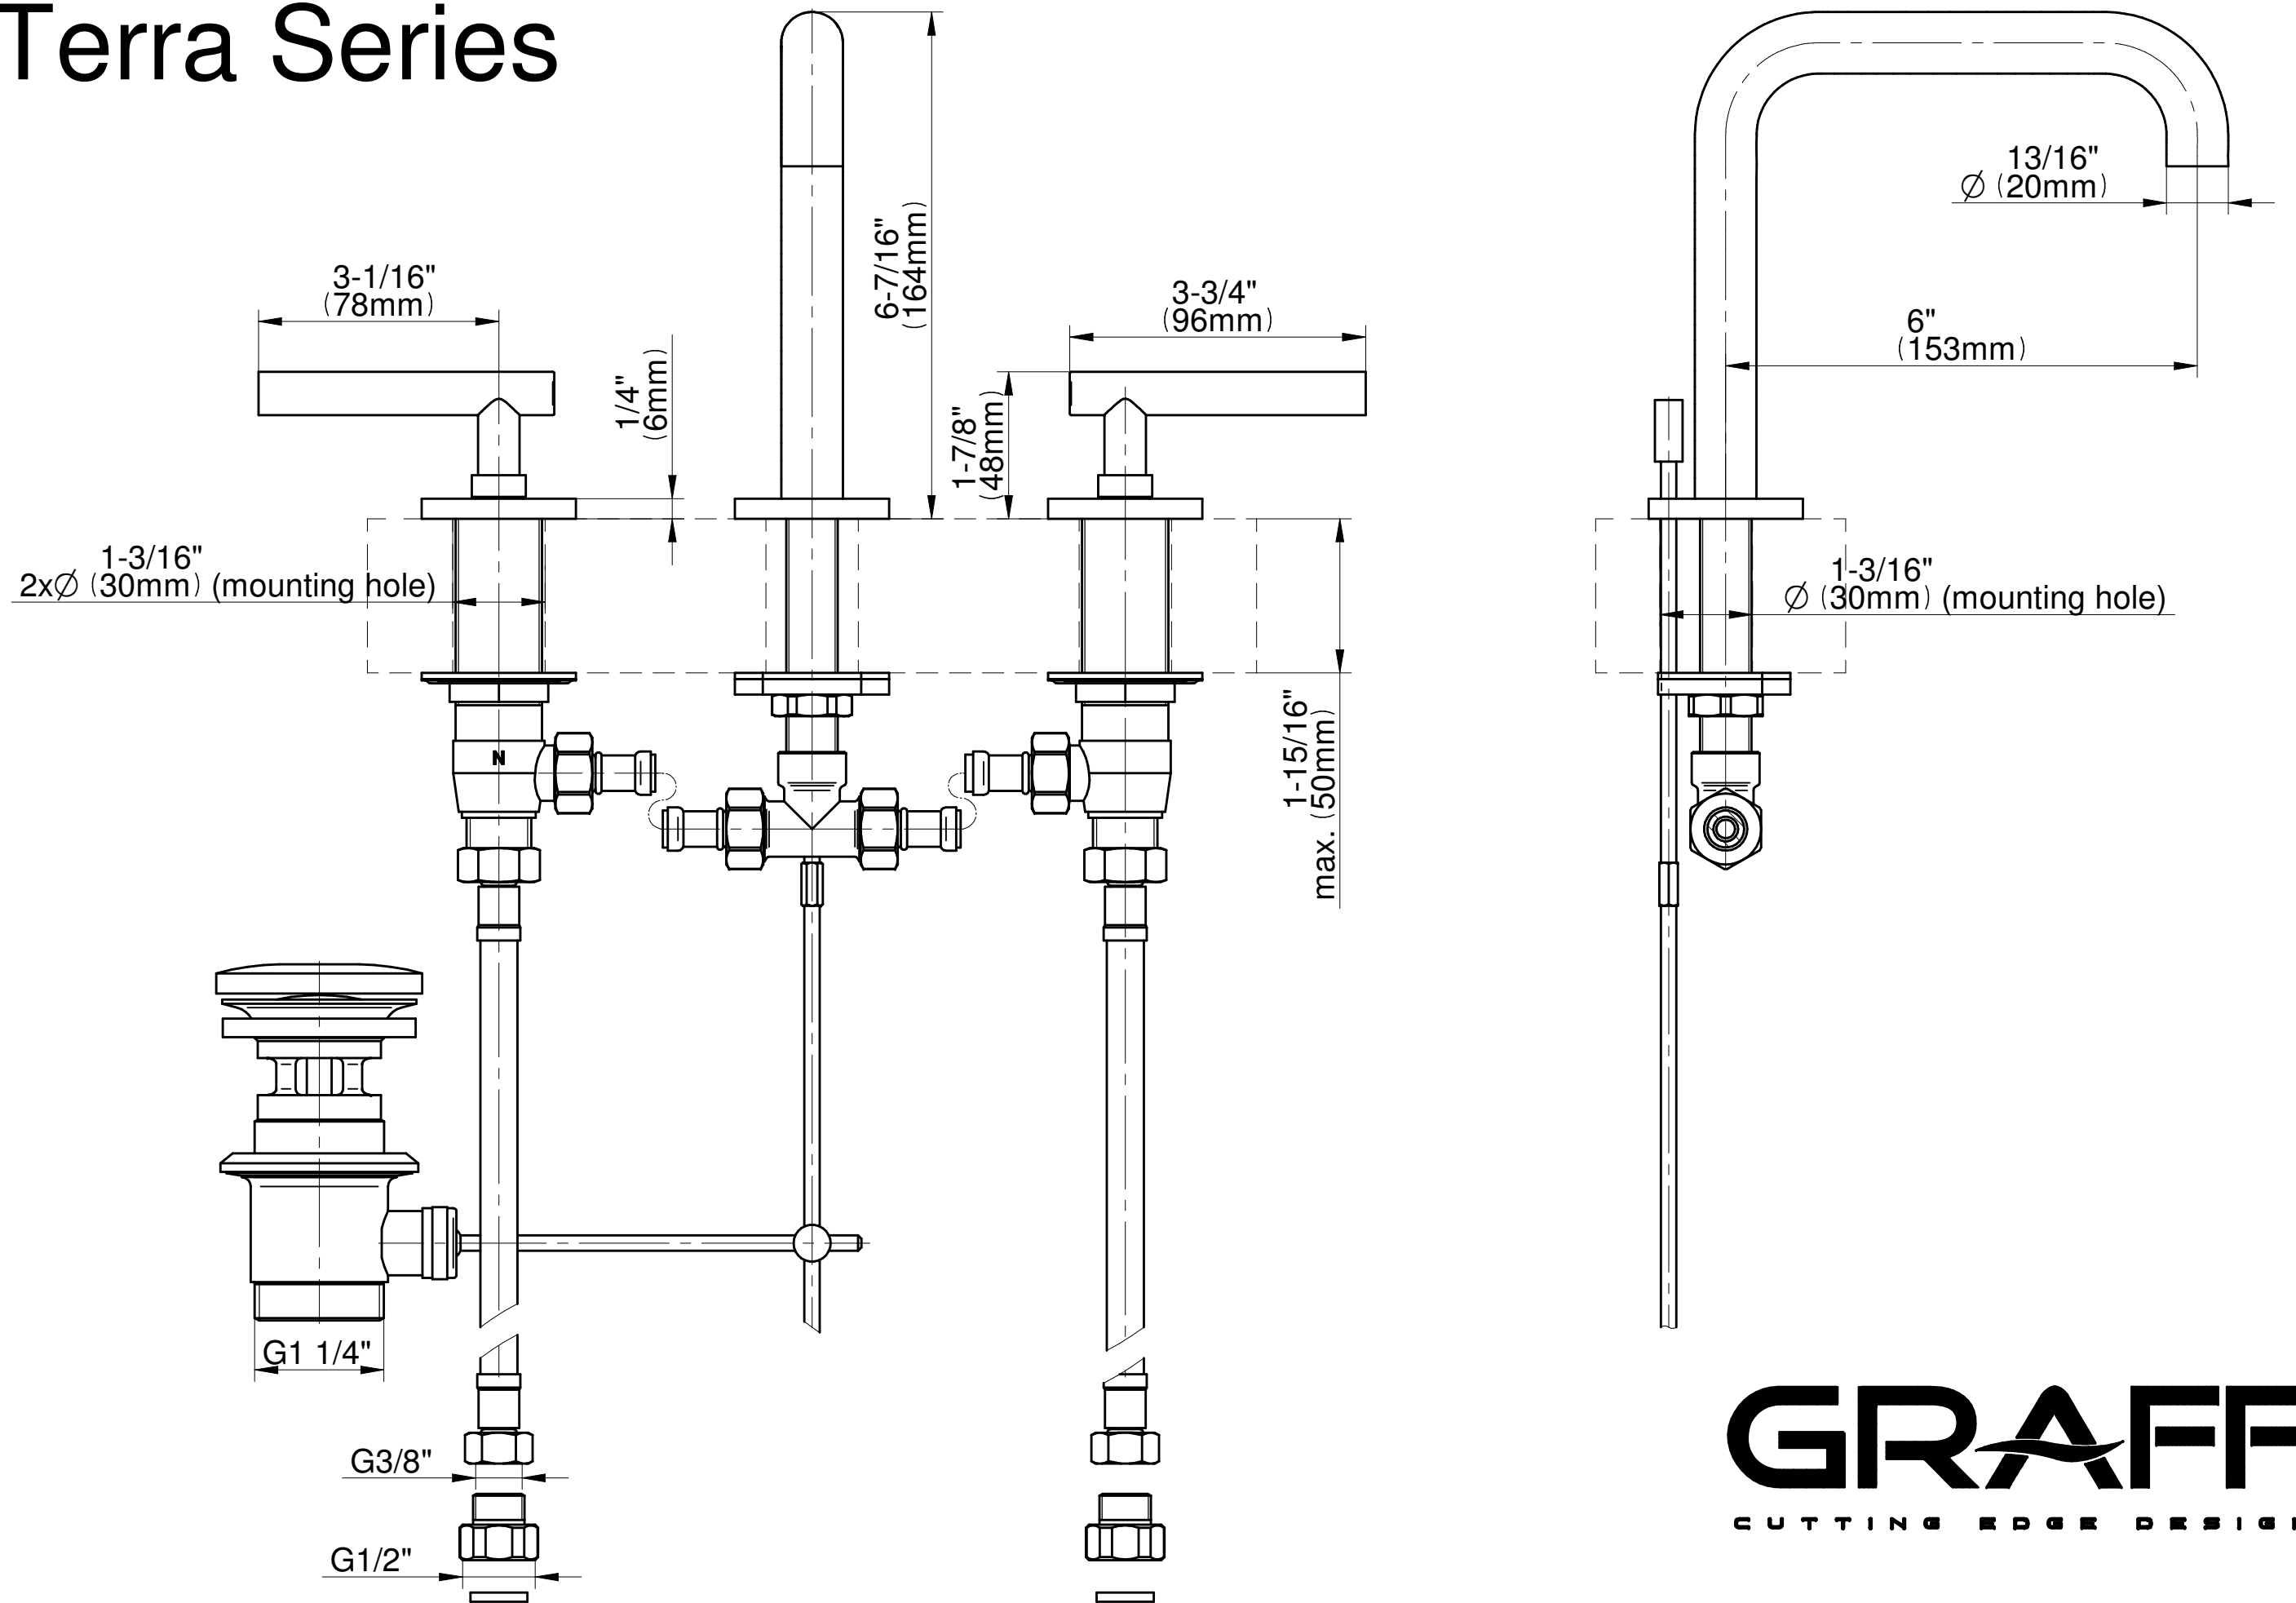 Terra Series
13/16"
Ø (20mm)
3-1/16"
(78mm)
6-7/16"
(164mm)
3-3/4"
(96mm)
6"
(153mm)
1/4"
(6mm)
1-7/8"
(48mm)
1-3/16"
2xØ (30mm) (mounting hole)
1-3/16"
Ø (30mm) (mounting hole)
1-15/16"
max. (50mm)
N
G1 1/4"
G3/8"
G1/2"
GRAFF
CUTTING EDGE DESIG